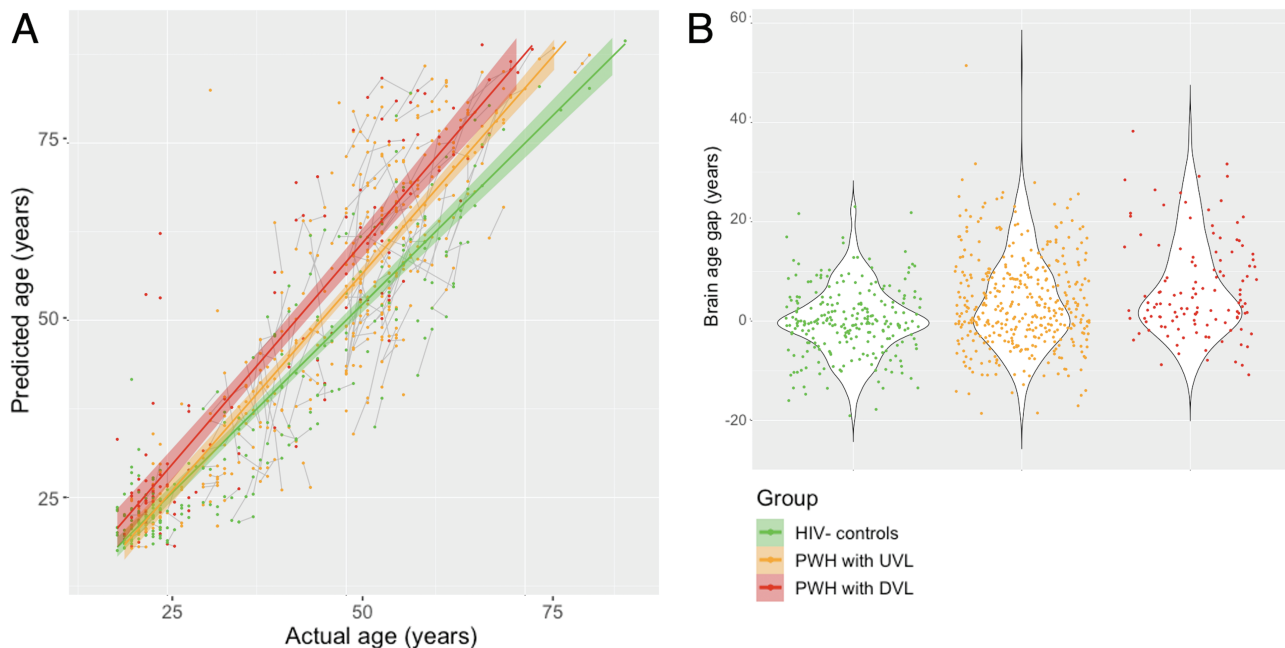 A
Predicted age (years)
75
50
25
25
50
75
Actual age (years)
B
Brain age gap (years)
60
40
20
0
-20
Group
HIV- controls
PWH with UVL
PWH with DVL